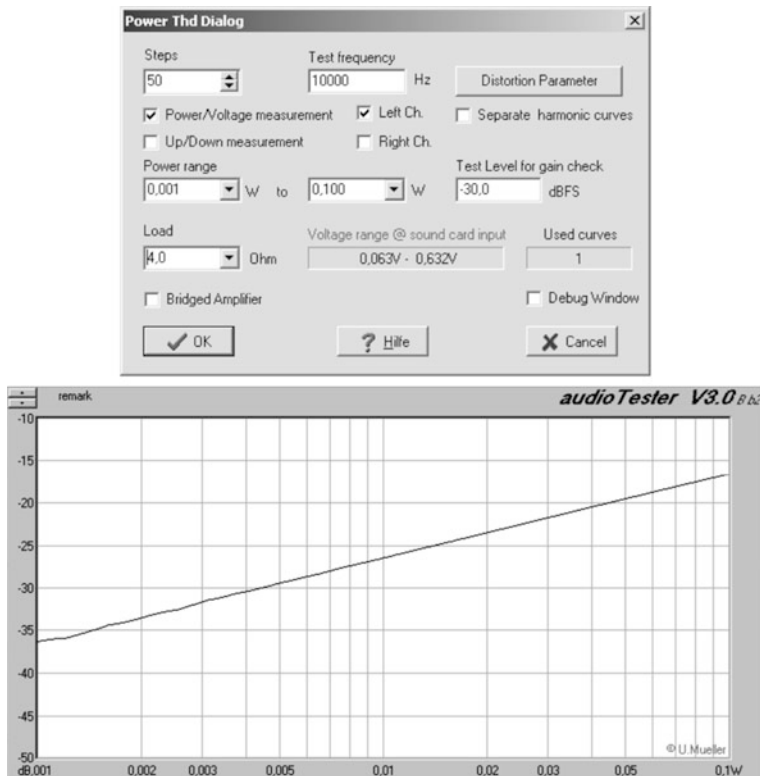 Power Thd Dialog
Steps
Test frequency
50
10000
Hz
Distortion Parameter
Power/Voltage measurement
Left Ch.
Separate harmonic curves
Up/Down measurement
Right Ch.
Power range
Test Level for gain check
0,001
W
to
0,100
W
-30,0
dBFS
Load
Voltage range @ sound card input
Used curves
4,0
Ohm
0,063V - 0,632V
1
Bridged Amplifier
Debug Window
OK
Hilfe
Cancel
remark
audioTester V3.0
-10
-15
-20
-25
-30
-35
-40
-45
-50
© U.Mueller
dB.001
0.002
0.003
0.005
0.01
0.02
0.03
0.05
0.1W